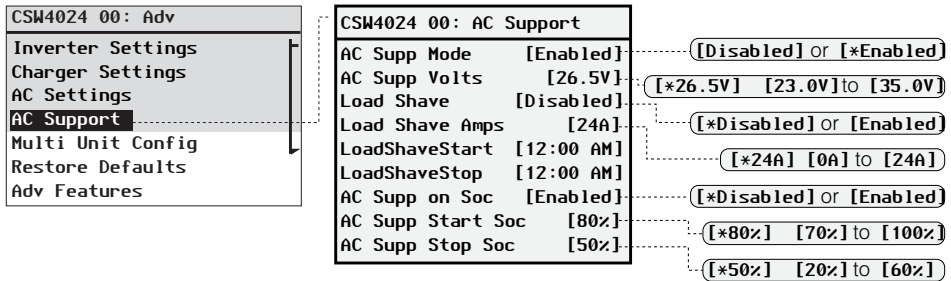 CSW4024 00: Adv
Inverter Settings
Charger Settings
AC Settings
AC Support
Multi Unit Config
Restore Defaults
Adv Features
CSW4024 00: AC Support
AC Supp Mode [Enabled]
AC Supp Volts [26.5V]
Load Shave [Disabled]
Load Shave Amps [24A]
LoadShaveStart [12:00 AM]
LoadShaveStop [12:00 AM]
AC Supp on Soc [Enabled]
AC Supp Start Soc [80%]
AC Supp Stop Soc [50%]
[Disabled] or [*Enabled]
[*26.5V] [23.0V] to [35.0V]
[*Disabled] or [Enabled]
[*24A] [0A] to [24A]
[*Disabled] or [Enabled]
[*80%] [70%] to [100%]
[*50%] [20%] to [60%]